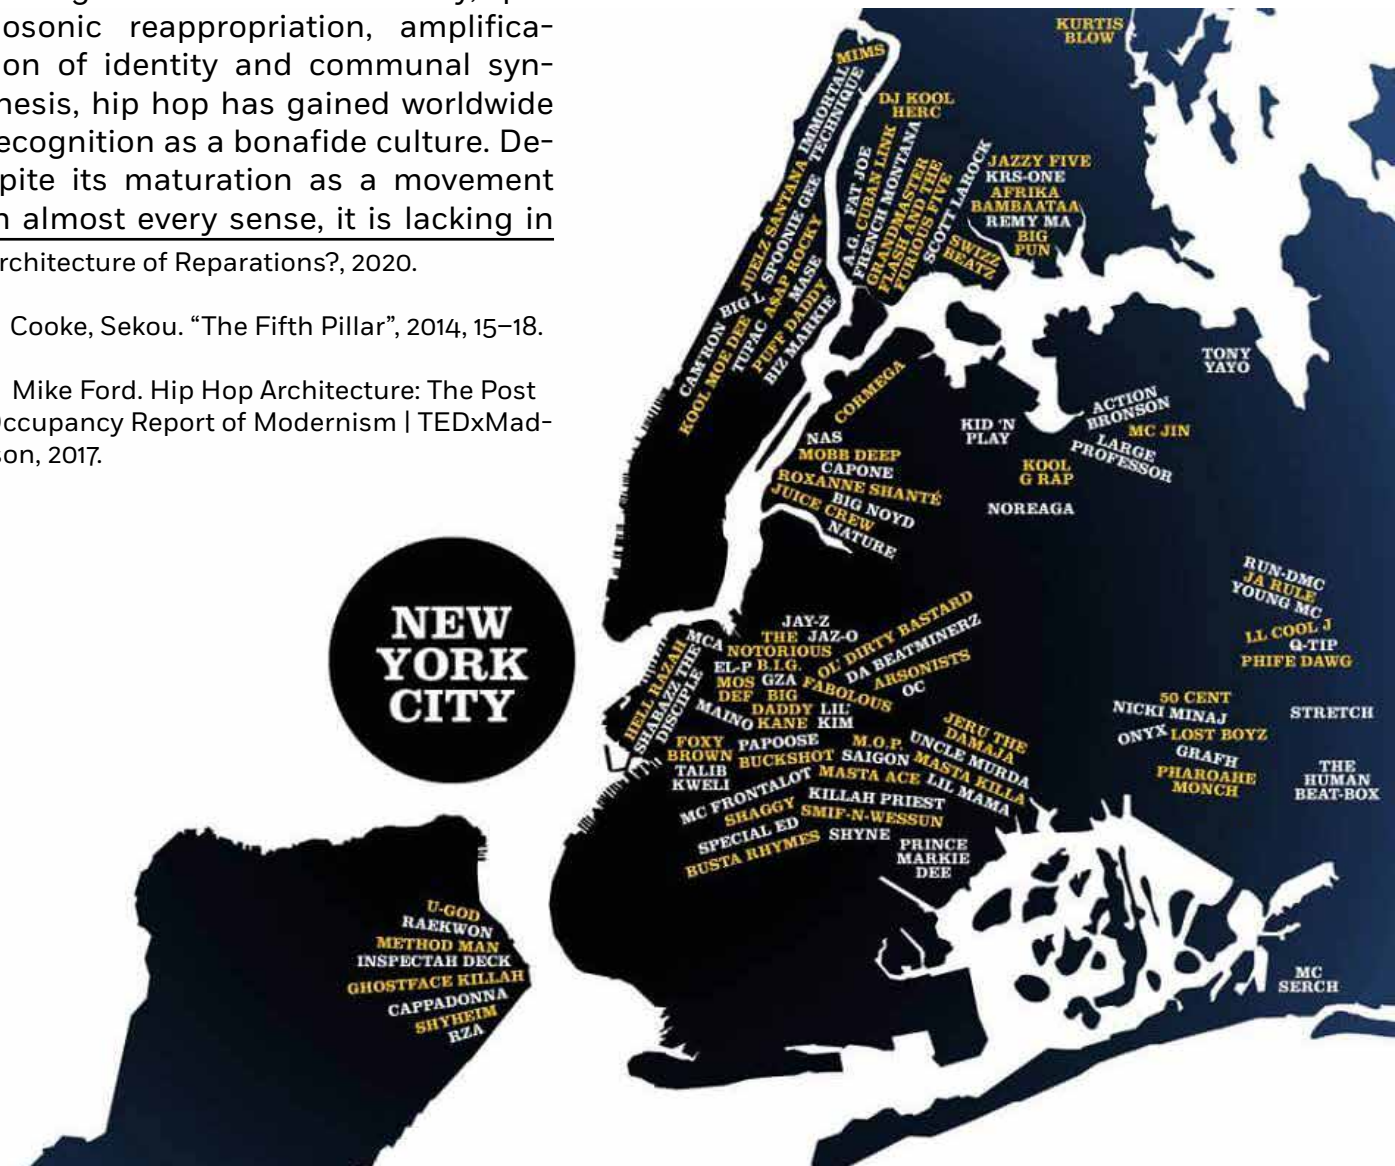 osonic reappropriation, amplifica-
on of identity and communal syn-
nesis, hip hop has gained worldwide
ecognition as a bonafide culture. De-
pite its maturation as a movement
n almost every sense, it is lacking in
rchitecture of Reparations?, 2020.
Cooke, Sekou. “The Fifth Pillar”, 2014, 15–18.
Mike Ford. Hip Hop Architecture: The Post
ccupancy Report of Modernism | TEDxMad-
son, 2017.
NEW
YORK
CITY
KURTIS
BLOW
MIMS
IMMORTAL
TECHNIQUE
JUELZ SANTANA
SPONIE GEE
A$AP ROCKY
MASE
BIG L
PUFF DADDY
CAM'RON
TUPAC
BIZ MARKIE
KOOL MOE DEE
DJ KOOL
HERC
FAT JOE
A.G.
CUBAN LINK
FRENCH MONTANA
GRANDMASTER
FLASH AND THE
FURIOUS FIVE
SCOTT LAROCK
SWIZZ
BEATZ
JAZZY FIVE
KRS-ONE
AFRIKA
BAMBAATAA
REMY MA
BIG
PUN
TONY
YAYO
CORMEGA
NAS
MOBB DEEP
CAPONE
ROXANNE SHANTÉ
JUICE CREW
BIG NOYD
NATURE
KID 'N
PLAY
ACTION
BRONSON
MC JIN
LARGE
PROFESSOR
KOOL
G RAP
NOREAGA
RUN-DMC
JA RULE
YOUNG MC
LL COOL J
Q-TIP
PHIFE DAWG
50 CENT
NICKI MINAJ
ONYX
LOST BOYZ
GRAFH
PHAROAHE
MONCH
STRETCH
THE
HUMAN
BEAT-BOX
MC
SERCH
HELL RAZAH
SHABAZZ THE
DISCIPLE
MCA
JAY-Z
THE JAZ-O
NOTORIOUS
EL-P B.I.G.
MOS GZA
DEF BIG
DADDY LIL'
MAINO KANE KIM
OL' DIRTY BASTARD
DA BEATMINERZ
ARSONISTS
FABOLOUS OC
FOXY
BROWN
PAPOOSE
BUCKSHOT
TALIB
KWELI
M.O.P.
SAIGON
UNCLE MURDA
JERU THE
DAMAJA
MASTA KILLA
MASTA ACE
LIL MAMA
MC FRONTALOT
KILLAH PRIEST
SHAGGY
SMIF-N-WESSUN
SPECIAL ED
SHYNE
BUSTA RHYMES
PRINCE
MARKIE
DEE
U-GOD
RAEKWON
METHOD MAN
INSPECTAH DECK
GHOSTFACE KILLAH
CAPPADONNA
SHYHEIM
RZA